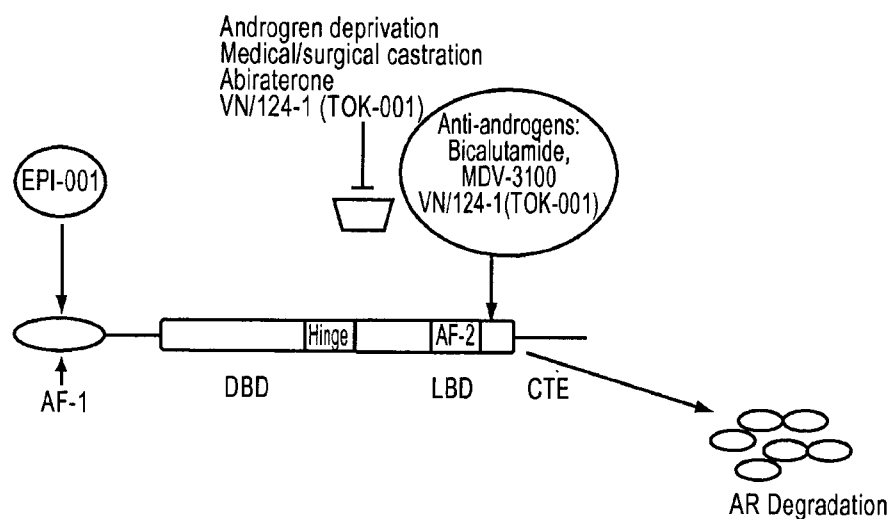 Androgren deprivation
Medical/surgical castration
Abiraterone
VN/124-1 (TOK-001)
Anti-androgens:
Bicalutamide,
MDV-3100
VN/124-1(TOK-001)
EPI-001
Hinge
AF-2
AF-1
DBD
LBD
CTE
AR Degradation